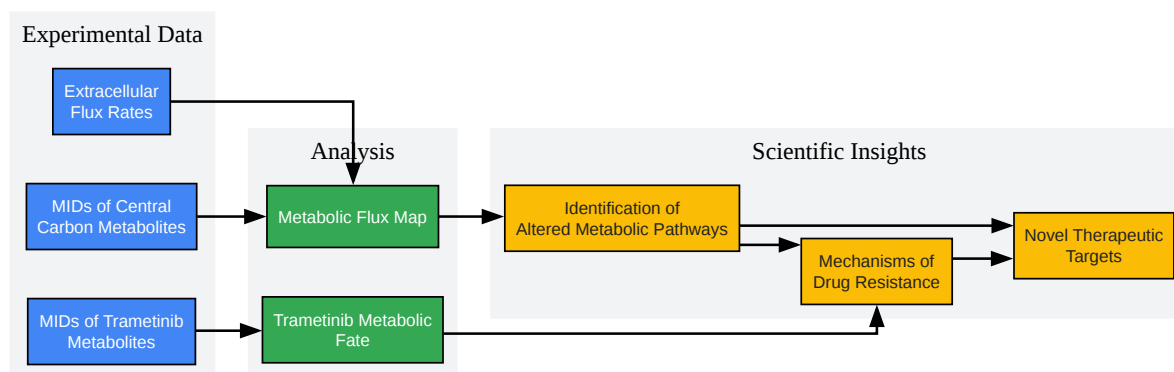 Experimental Data
Extracellular
Flux Rates
MIDs of Central
Carbon Metabolites
MIDs of Trametinib
Metabolites
Analysis
Metabolic Flux Map
Trametinib Metabolic
Fate
Scientific Insights
Identification of
Altered Metabolic Pathways
Mechanisms of
Drug Resistance
Novel Therapeutic
Targets